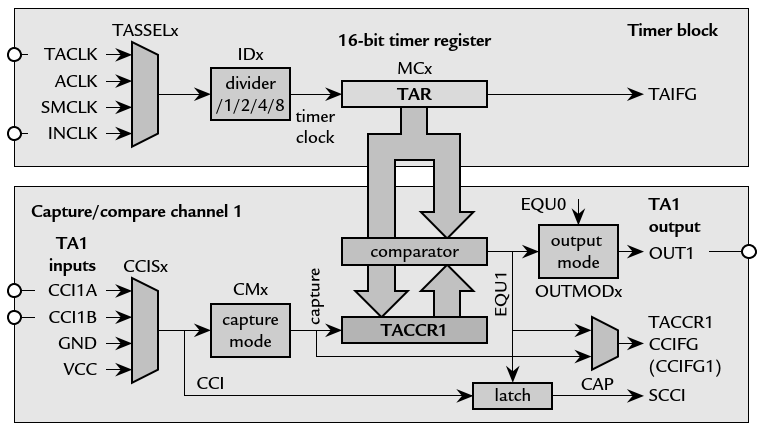 TASSELx
16-bit timer register
Timer block
TACLK
ACLK
SMCLK
INCLK
IDx
divider
/1/2/4/8
timer
clock
MCx
TAR
TAIFG
Capture/compare channel 1
TA1
inputs
CCISx
CCI1A
CCI1B
GND
VCC
CMx
capture
mode
capture
comparator
TACCR1
EQU1
EQU0
output
mode
OUTMODx
TA1
output
OUT1
TACCR1
CCIFG
(CCIFG1)
CCI
latch
CAP
SCCI